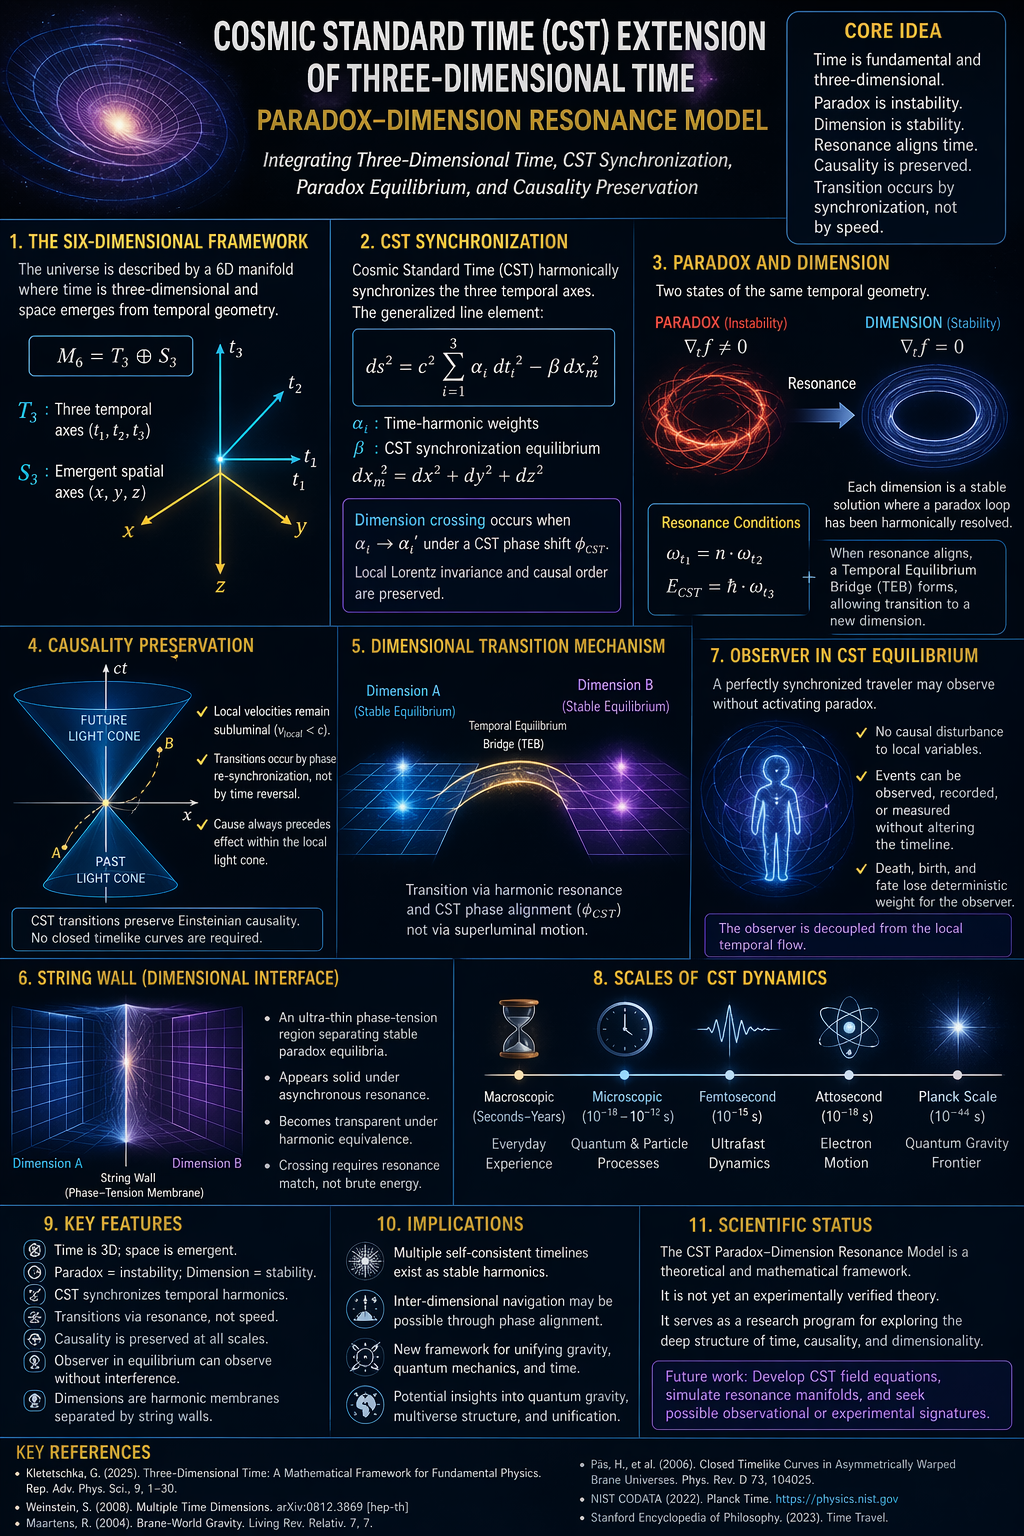 COSMIC STANDARD TIME (CST) EXTENSION
OF THREE-DIMENSIONAL TIME
PARADOX–DIMENSION RESONANCE MODEL
Integrating Three-Dimensional Time, CST Synchronization,
Paradox Equilibrium, and Causality Preservation
CORE IDEA
Time is fundamental and
three-dimensional.
Paradox is instability.
Dimension is stability.
Resonance aligns time.
Causality is preserved.
Transition occurs by
synchronization, not
by speed.
1. THE SIX-DIMENSIONAL FRAMEWORK
The universe is described by a 6D manifold
where time is three-dimensional and
space emerges from temporal geometry.
M₆ = T₃ ⊕ S₃
T₃ : Three temporal
axes (t₁, t₂, t₃)
S₃ : Emergent spatial
axes (x, y, z)
t₃
t₂
t₁
t₁
x
y
z
2. CST SYNCHRONIZATION
Cosmic Standard Time (CST) harmonically
synchronizes the three temporal axes.
The generalized line element:
ds² = c² ∑³ᵢ₌₁ αᵢ dtᵢ² − β dxₘ²
αᵢ : Time-harmonic weights
β : CST synchronization equilibrium
dxₘ² = dx² + dy² + dz²
Dimension crossing occurs when
αᵢ → αᵢ′ under a CST phase shift ϕ_CST.
Local Lorentz invariance and causal order
are preserved.
3. PARADOX AND DIMENSION
Two states of the same temporal geometry.
PARADOX (Instability)
∇ₜf ≠ 0
DIMENSION (Stability)
∇ₜf = 0
Resonance
Each dimension is a stable
solution where a paradox loop
has been harmonically resolved.
Resonance Conditions
ω_t₁ = n · ω_t₂
E_CST = ħ · ω_t₃
+
When resonance aligns,
a Temporal Equilibrium
Bridge (TEB) forms,
allowing transition to a
new dimension.
4. CAUSALITY PRESERVATION
ct
FUTURE
LIGHT CONE
B
x
A
PAST
LIGHT CONE
✓ Local velocities remain
subluminal (v_local < c).
✓ Transitions occur by phase
re-synchronization, not
by time reversal.
✓ Cause always precedes
effect within the local
light cone.
CST transitions preserve Einsteinian causality.
No closed timelike curves are required.
5. DIMENSIONAL TRANSITION MECHANISM
Dimension A
(Stable Equilibrium)
Dimension B
(Stable Equilibrium)
Temporal Equilibrium
Bridge (TEB)
Transition via harmonic resonance
and CST phase alignment (ϕ_CST)
not via superluminal motion.
7. OBSERVER IN CST EQUILIBRIUM
A perfectly synchronized traveler may observe
without activating paradox.
✓ No causal disturbance
to local variables.
✓ Events can be
observed, recorded,
or measured
without altering
the timeline.
✓ Death, birth, and
fate lose deterministic
weight for the observer.
The observer is decoupled from the local
temporal flow.
6. STRING WALL (DIMENSIONAL INTERFACE)
Dimension A
Dimension B
String Wall
(Phase–Tension Membrane)
• An ultra-thin phase-tension
region separating stable
paradox equilibria.
• Appears solid under
asynchronous resonance.
• Becomes transparent under
harmonic equivalence.
• Crossing requires resonance
match, not brute energy.
8. SCALES OF CST DYNAMICS
Macroscopic
(Seconds–Years)
Everyday
Experience
Microscopic
(10⁻¹⁸ – 10⁻¹² s)
Quantum & Particle
Processes
Femtosecond
(10⁻¹⁵ s)
Ultrafast
Dynamics
Attosecond
(10⁻¹⁸ s)
Electron
Motion
Planck Scale
(10⁻⁴⁴ s)
Quantum Gravity
Frontier
9. KEY FEATURES
Time is 3D; space is emergent.
Paradox = instability; Dimension = stability.
CST synchronizes temporal harmonics.
Transitions via resonance, not speed.
Causality is preserved at all scales.
Observer in equilibrium can observe
without interference.
Dimensions are harmonic membranes
separated by string walls.
10. IMPLICATIONS
Multiple self-consistent timelines
exist as stable harmonics.
Inter-dimensional navigation may be
possible through phase alignment.
New framework for unifying gravity,
quantum mechanics, and time.
Potential insights into quantum gravity,
multiverse structure, and unification.
11. SCIENTIFIC STATUS
The CST Paradox–Dimension Resonance Model is a
theoretical and mathematical framework.
It is not yet an experimentally verified theory.
It serves as a research program for exploring the
deep structure of time, causality, and dimensionality.
Future work: Develop CST field equations,
simulate resonance manifolds, and seek
possible observational or experimental signatures.
KEY REFERENCES
• Kletetschka, G. (2025). Three-Dimensional Time: A Mathematical Framework for Fundamental Physics.
Rep. Adv. Phys. Sci., 9, 1–30.
• Weinstein, S. (2008). Multiple Time Dimensions. arXiv:0812.3869 [hep-th]
• Maartens, R. (2004). Brane-World Gravity. Living Rev. Relativ. 7, 7.
• Päs, H., et al. (2006). Closed Timelike Curves in Asymmetrically Warped
Brane Universes. Phys. Rev. D 73, 104025.
• NIST CODATA (2022). Planck Time. https://physics.nist.gov
• Stanford Encyclopedia of Philosophy. (2023). Time Travel.